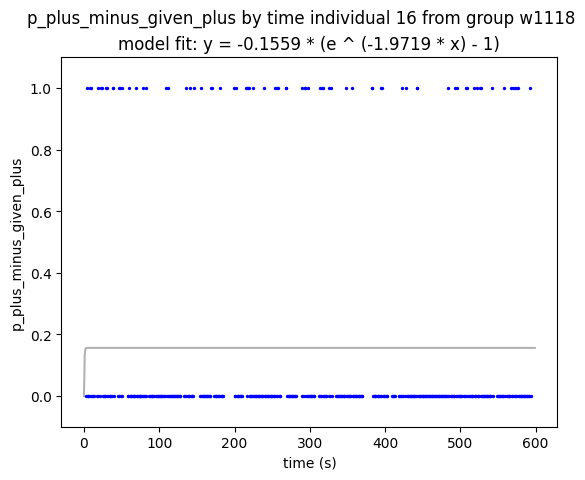 p_plus_minus_given_plus by time individual 16 from group w1118
model fit: y = -0.1559 * (e ^ (-1.9719 * x) - 1)
1.0
0.8
0.6
0.4
0.2
0.0
p_plus_minus_given_plus
0 100 200 300 400 500 600
time (s)